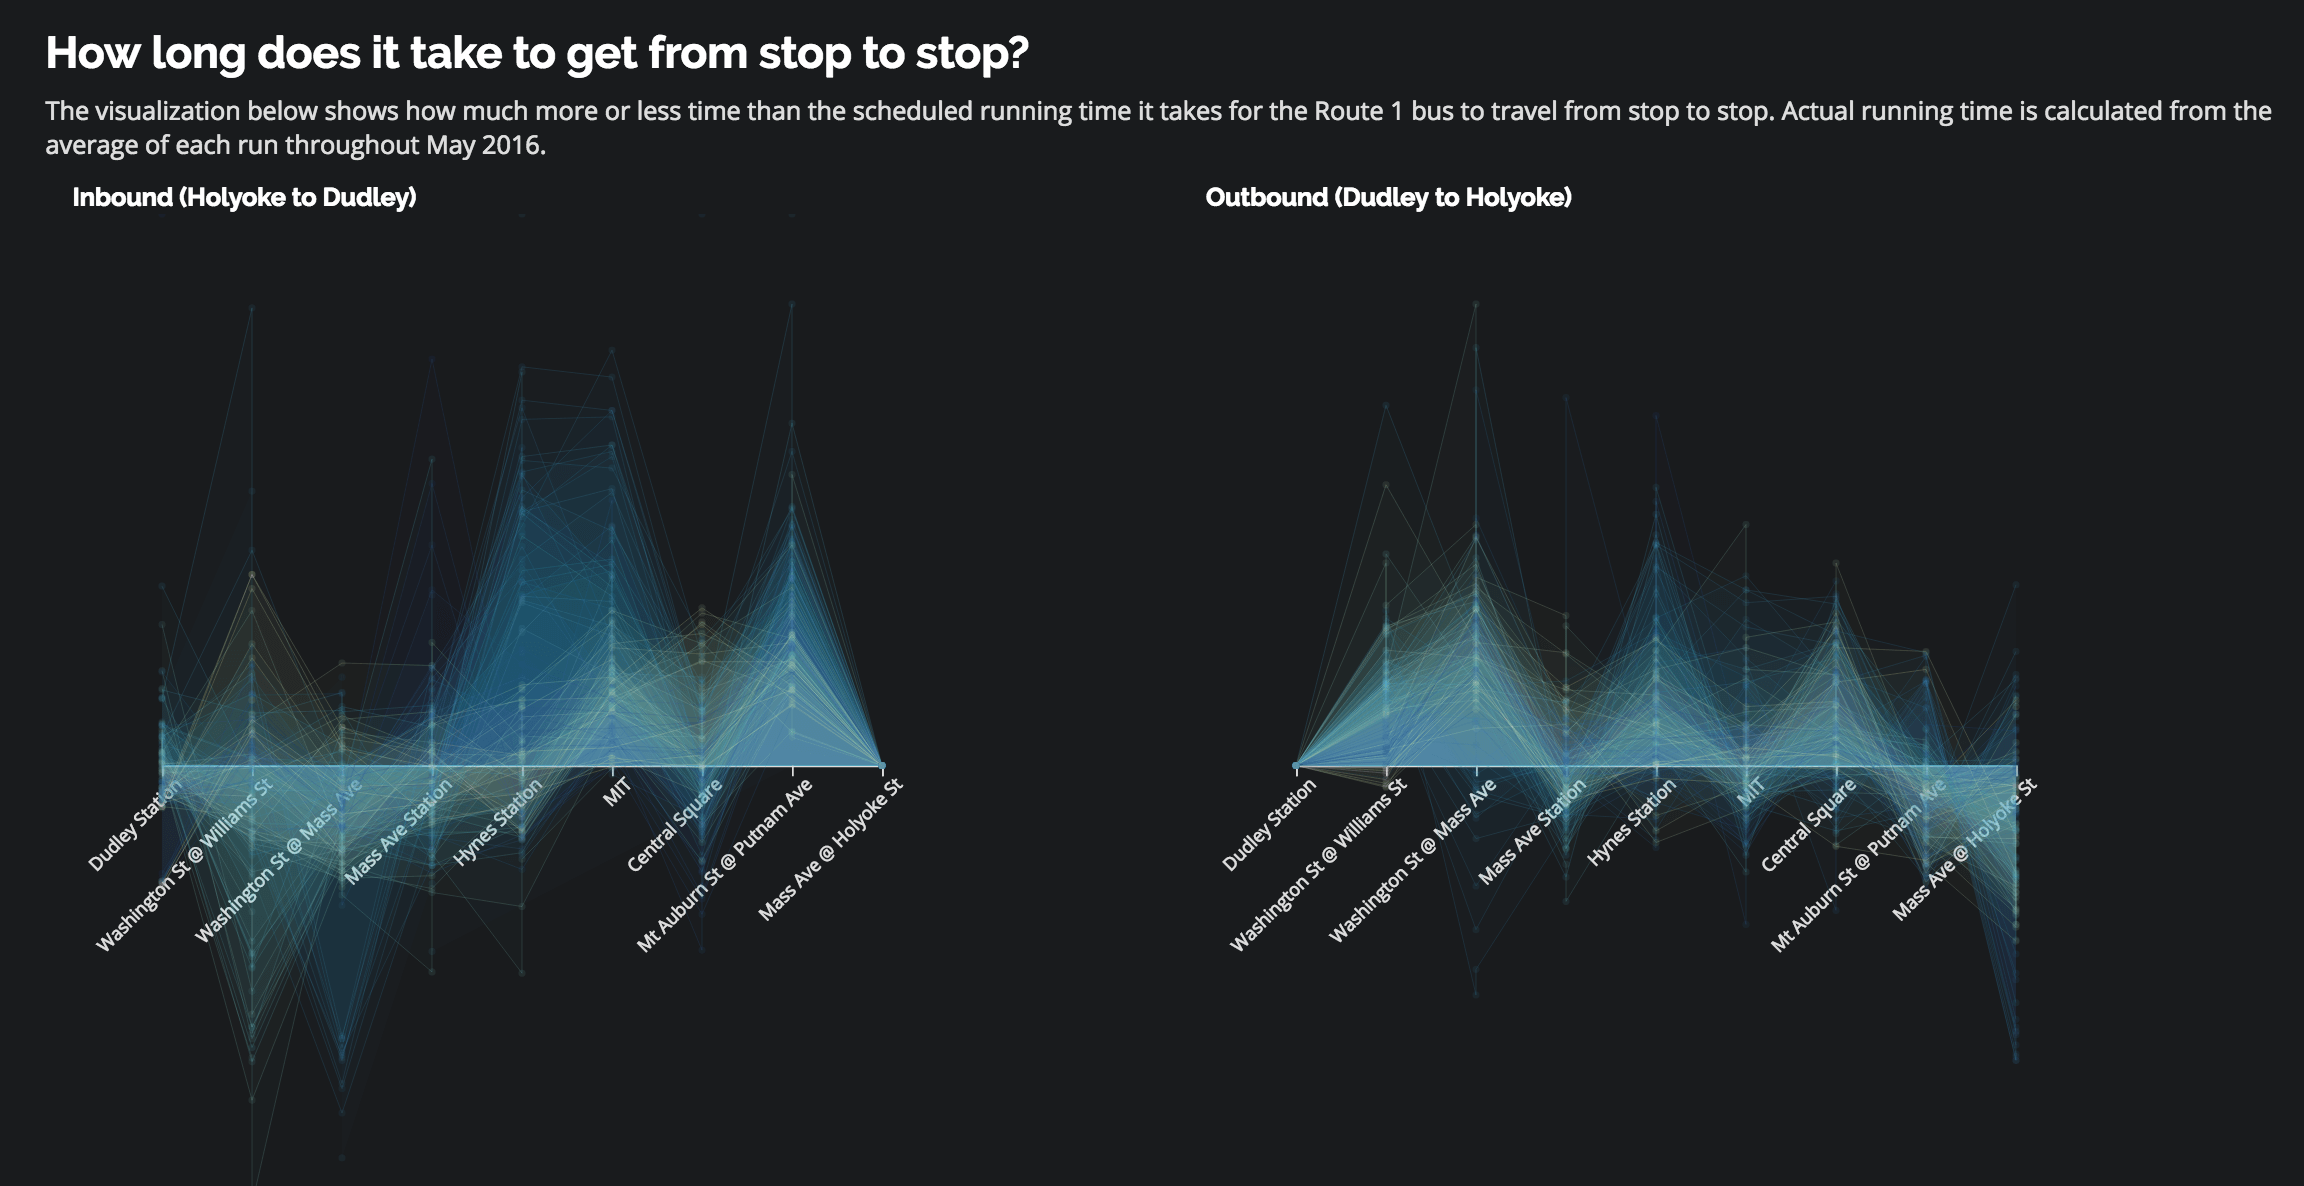 How long does it take to get from stop to stop?
The visualization below shows how much more or less time than the scheduled running time it takes for the Route 1 bus to travel from stop to stop. Actual running time is calculated from the
average of each run throughout May 2016.
Inbound (Holyoke to Dudley)
Dudley Station
Washington St @ Williams St
Washington St @ Mass Ave
Mass Ave Station
Hynes Station
MIT
Central Square
Mt Auburn St @ Putnam Ave
Mass Ave @ Holyoke St
Outbound (Dudley to Holyoke)
Dudley Station
Washington St @ Williams St
Washington St @ Mass Ave
Mass Ave Station
Hynes Station
MIT
Central Square
Mt Auburn St @ Putnam Ave
Mass Ave @ Holyoke St